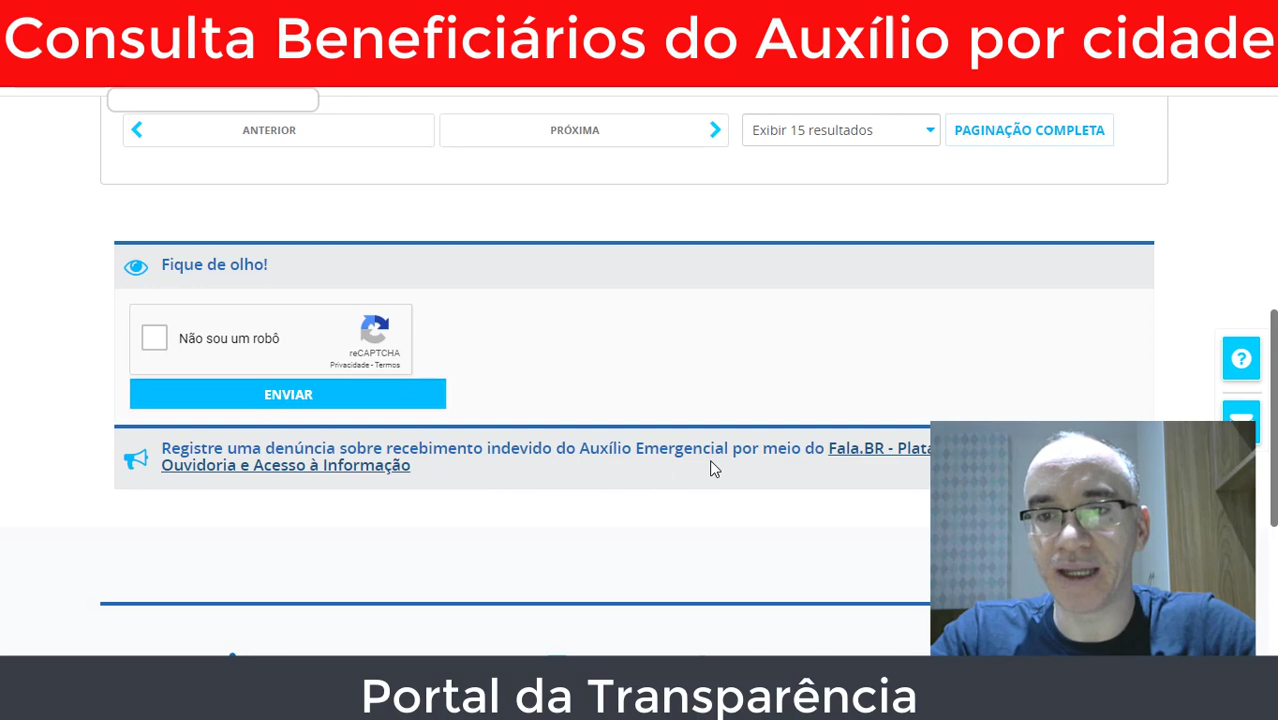 Consulta Beneficiários do Auxílio por cidade
ANTERIOR
PRÓXIMA
Exibir 15 resultados
PAGINAÇÃO COMPLETA
Fique de olho!
Não sou um robô
reCAPTCHA
Privacidade - Termos
ENVIAR
Registre uma denúncia sobre recebimento indevido do Auxílio Emergencial por meio do Fala.BR - Plata
Ouvidoria e Acesso à Informação
Portal da Transparência